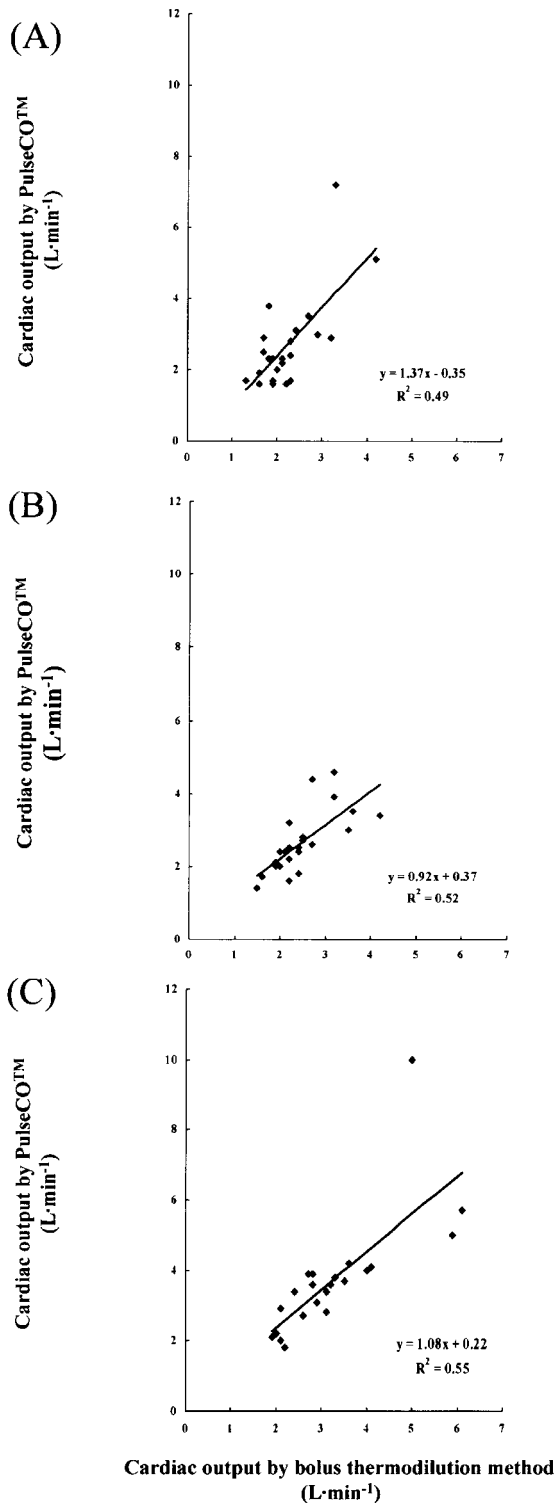 (A)
Cardiac output by PulseCO™
(L·min⁻¹)
12
10
8
6
4
2
0
0 1 2 3 4 5 6 7
y = 1.37x - 0.35
R² = 0.49
(B)
Cardiac output by PulseCO™
(L·min⁻¹)
12
10
8
6
4
2
0
0 1 2 3 4 5 6 7
y = 0.92x + 0.37
R² = 0.52
(C)
Cardiac output by PulseCO™
(L·min⁻¹)
12
10
8
6
4
2
0
0 1 2 3 4 5 6 7
y = 1.08x + 0.22
R² = 0.55
Cardiac output by bolus thermodilution method
(L·min⁻¹)